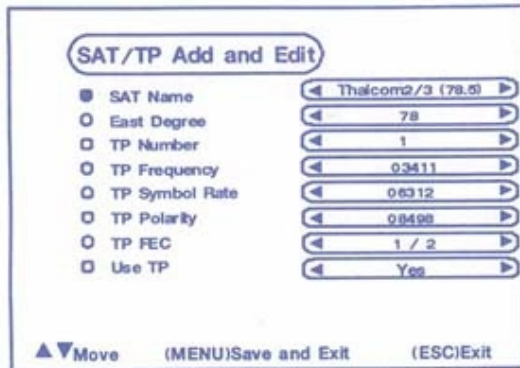 SAT/TP Add and Edit
SAT Name ◀ Thaicom2/3 (78.5) ▶
East Degree ◀ 78 ▶
TP Number ◀ 1 ▶
TP Frequency ◀ 03411 ▶
TP Symbol Rate ◀ 06312 ▶
TP Polarity ◀ 08498 ▶
TP FEC ◀ 1 / 2 ▶
Use TP ◀ Yes ▶
▲▼Move (MENU)Save and Exit (ESC)Exit